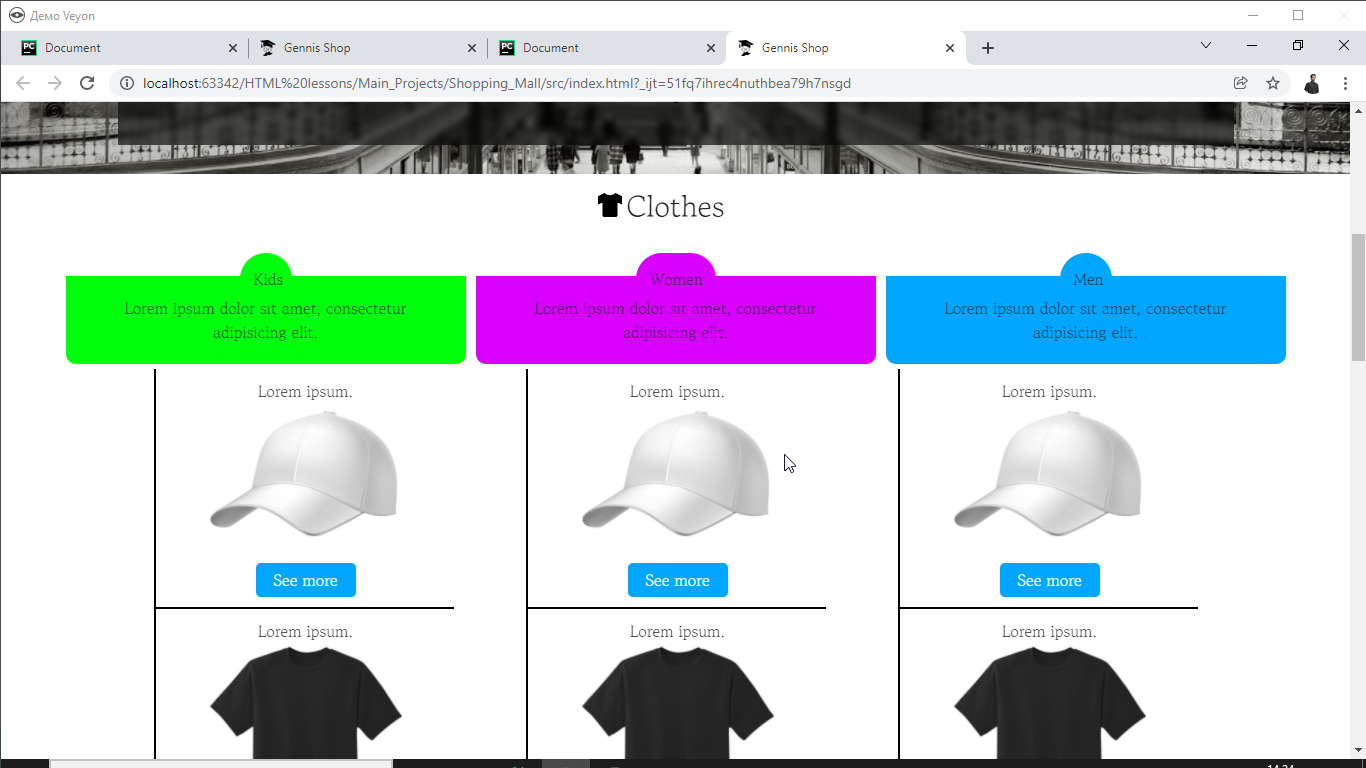 Демо Veyon
Document
Gennis Shop
Document
Gennis Shop
localhost:63342/HTML%20lessons/Main_Projects/Shopping_Mall/src/index.html?_ijt=51fq7ihrec4nuthbea79h7nsgd
Clothes
Kids
Lorem ipsum dolor sit amet, consectetur
adipisicing elit.
Women
Lorem ipsum dolor sit amet, consectetur
adipisicing elit.
Men
Lorem ipsum dolor sit amet, consectetur
adipisicing elit.
Lorem ipsum.
Lorem ipsum.
Lorem ipsum.
See more
See more
See more
Lorem ipsum.
Lorem ipsum.
Lorem ipsum.